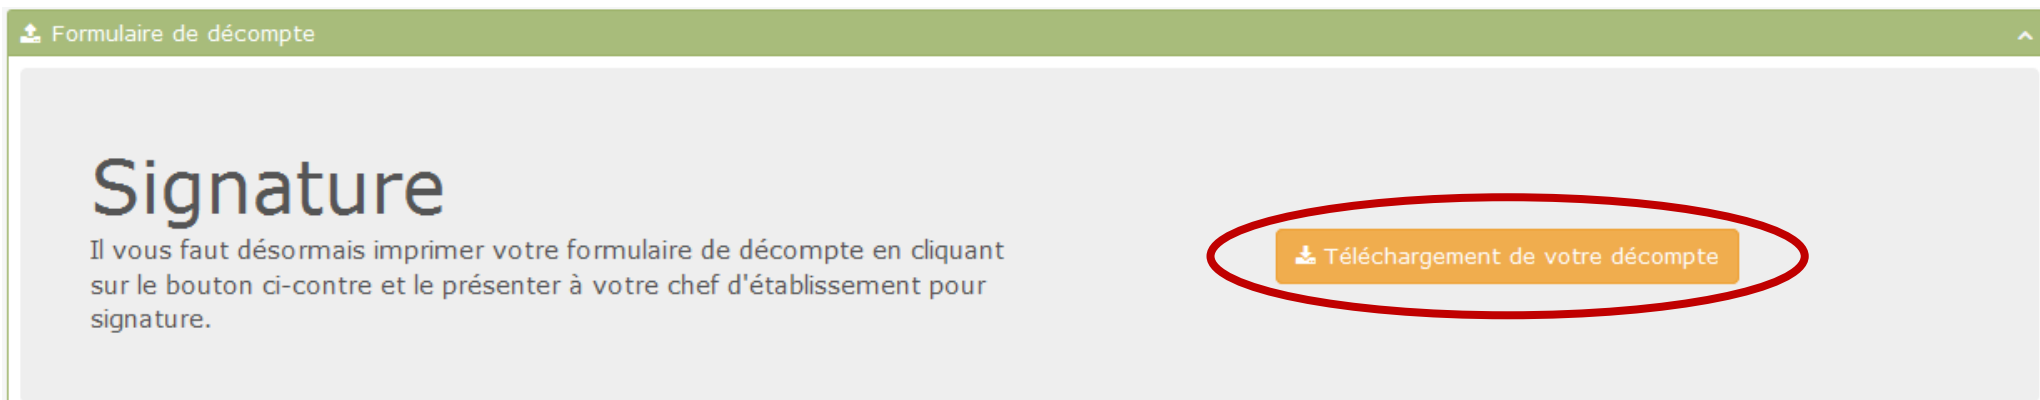 Formulaire de décompte
Signature
Il vous faut désormais imprimer votre formulaire de décompte en cliquant
sur le bouton ci-contre et le présenter à votre chef d'établissement pour
signature.
Téléchargement de votre décompte